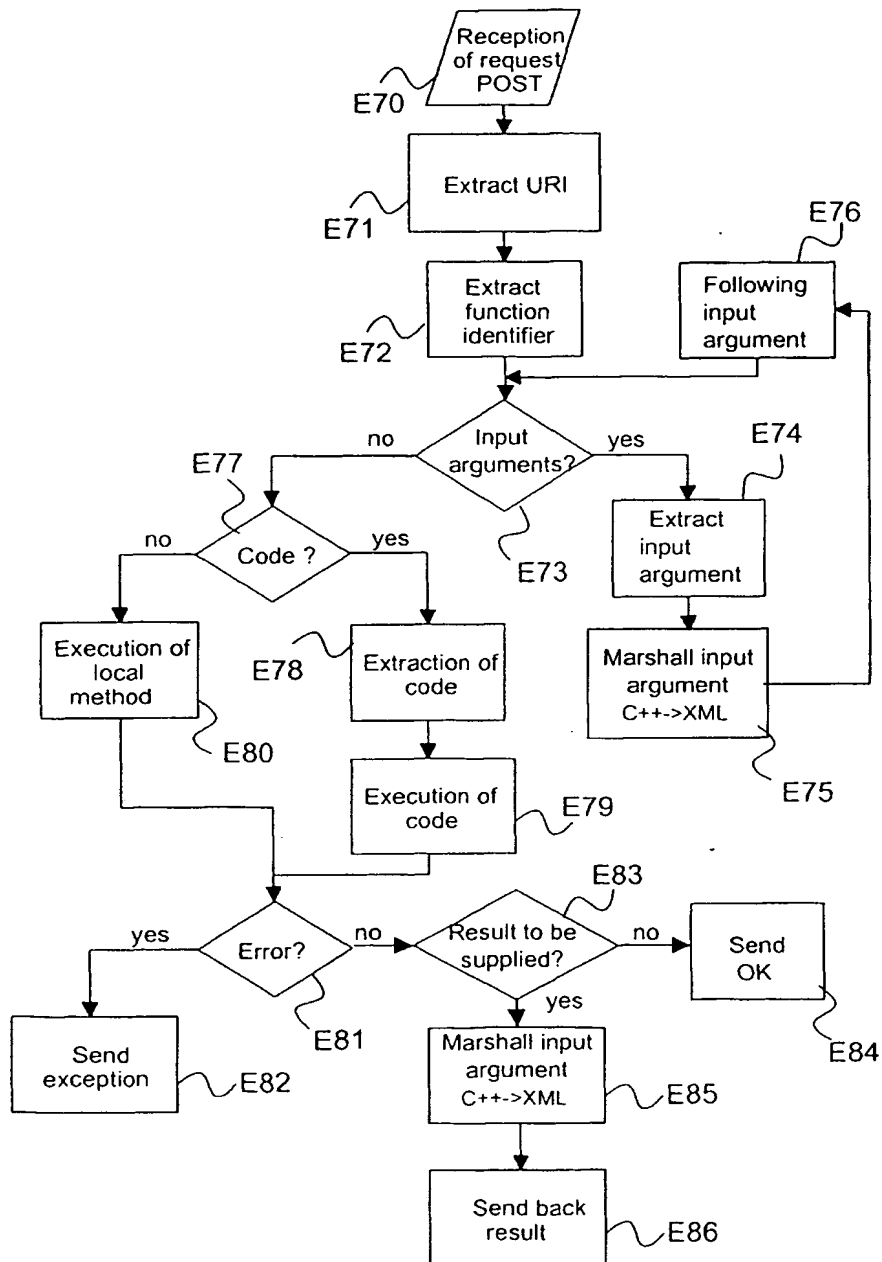 Reception
of request
POST
E70
Extract URI
E71
E76
Extract
function
identifier
E72
Following
input
argument
no
Input
arguments?
yes
E74
E77
E73
Extract
input
argument
no
Code ?
yes
Execution of
local
method
E80
E78
Extraction of
code
Marshall input
argument
C++->XML
E75
Execution of
code
E79
E83
yes
Error?
no
Result to be
supplied?
no
Send
OK
E84
yes
E81
Send
exception
E82
Marshall input
argument
C++->XML
E85
Send back
result
E86